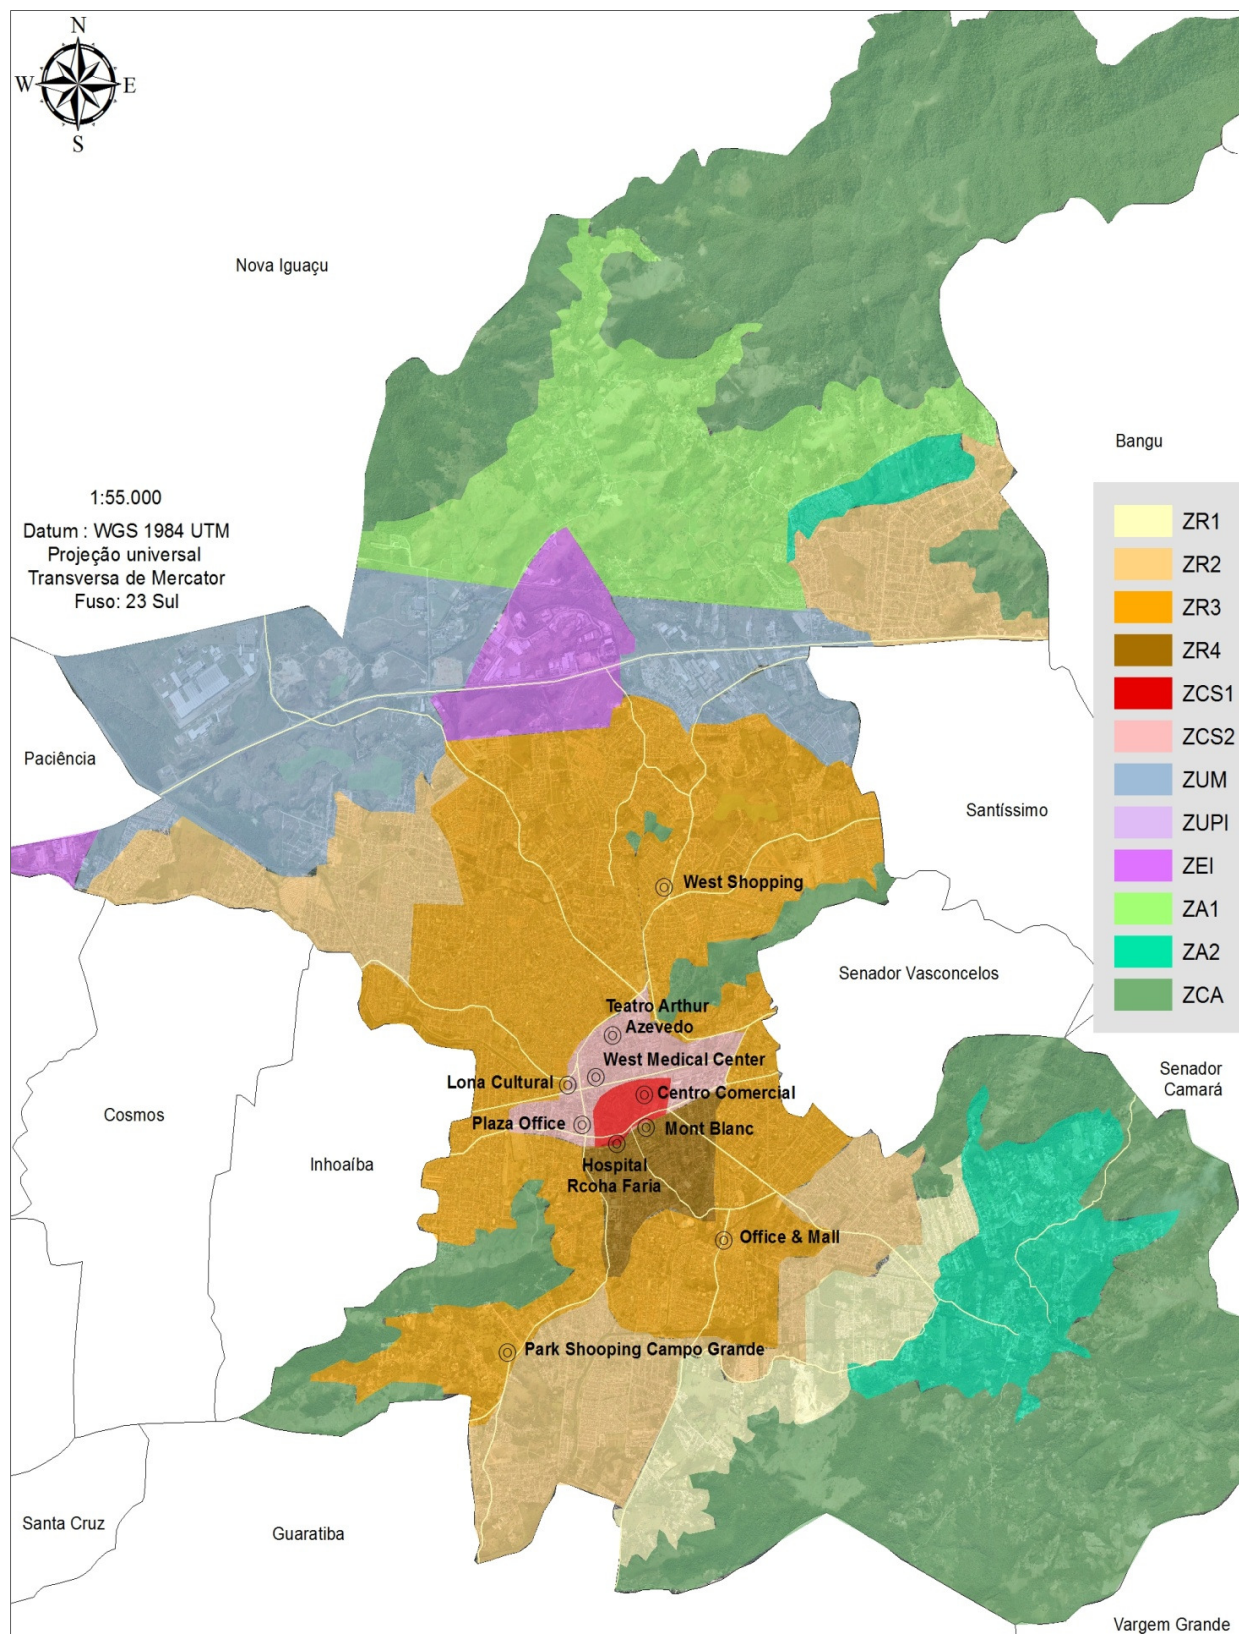 N
W E
S
Nova Iguaçu
Bangu
1:55.000
Datum : WGS 1984 UTM
Projeção universal
Transversa de Mercator
Fuso: 23 Sul
ZR1
ZR2
ZR3
ZR4
ZCS1
ZCS2
ZUM
ZUPI
ZEI
ZA1
ZA2
ZCA
Paciência
Santíssimo
West Shopping
Senador Vasconcelos
Teatro Arthur
Azevedo
West Medical Center
Lona Cultural
Centro Comercial
Senador
Camará
Cosmos
Plaza Office
Mont Blanc
Inhoaíba
Hospital
Rcoha Faria
Office & Mall
Park Shooping Campo Grande
Santa Cruz
Guaratiba
Vargem Grande